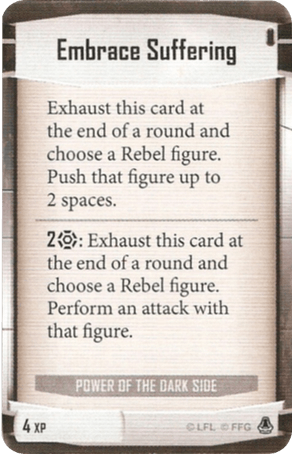 Embrace Suffering
Exhaust this card at
the end of a round and
choose a Rebel figure.
Push that figure up to
2 spaces.
2: Exhaust this card at
the end of a round and
choose a Rebel figure.
Perform an attack with
that figure.
POWER OF THE DARK SIDE
4 XP
© LFL © FFG